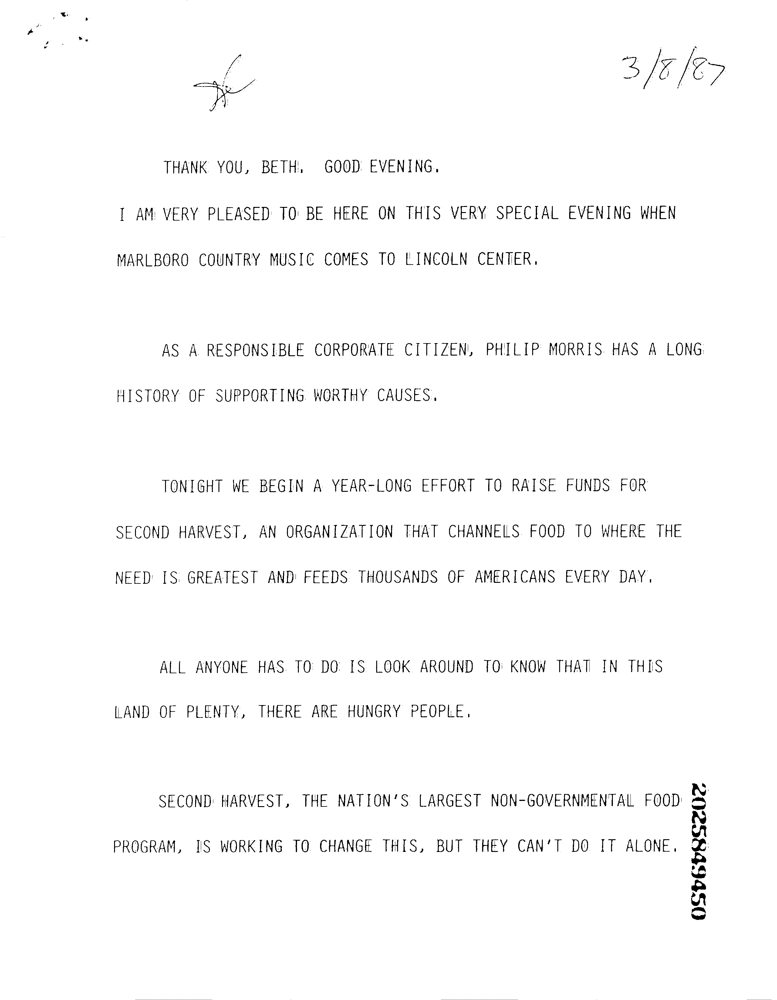 3/8/87
THANK YOU, BETH. GOOD EVENING.
I AM VERY PLEASED TO BE HERE ON THIS VERY SPECIAL EVENING WHEN
MARLBORO COUNTRY MUSIC COMES TO LINCOLN CENTER.
AS A RESPONSIBLE CORPORATE CITIZEN, PHILIP MORRIS HAS A LONG
HISTORY OF SUPPORTING WORTHY CAUSES.
TONIGHT WE BEGIN A YEAR-LONG EFFORT TO RAISE FUNDS FOR
SECOND HARVEST, AN ORGANIZATION THAT CHANNELS FOOD TO WHERE THE
NEED IS GREATEST AND FEEDS THOUSANDS OF AMERICANS EVERY DAY.
ALL ANYONE HAS TO DO IS LOOK AROUND TO KNOW THAT IN THIS
LAND OF PLENTY, THERE ARE HUNGRY PEOPLE.
SECOND HARVEST, THE NATION'S LARGEST NON-GOVERNMENTAL FOOD
PROGRAM, IS WORKING TO CHANGE THIS, BUT THEY CAN'T DO IT ALONE.
2025849450